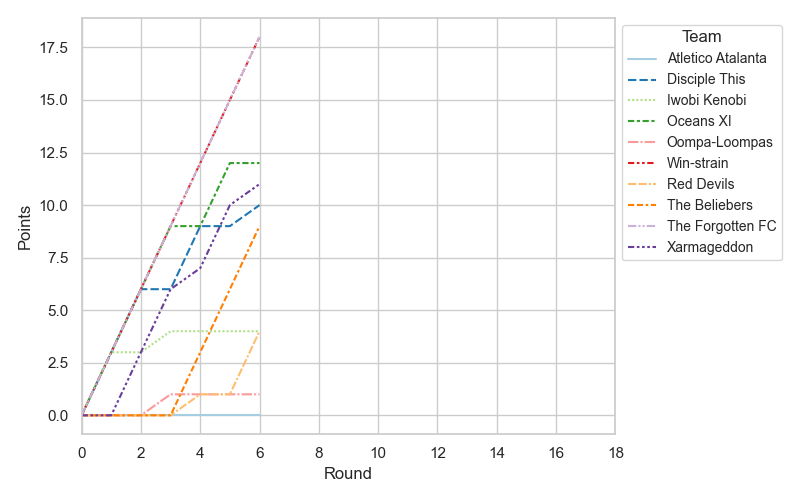 17.5
15.0
12.5
10.0
7.5
5.0
2.5
0.0
Points
0 2 4 6 8 10 12 14 16 18
Round
Team
Atletico Atalanta
Disciple This
Iwobi Kenobi
Oceans XI
Oompa-Loompas
Win-strain
Red Devils
The Beliebers
The Forgotten FC
Xarmageddon